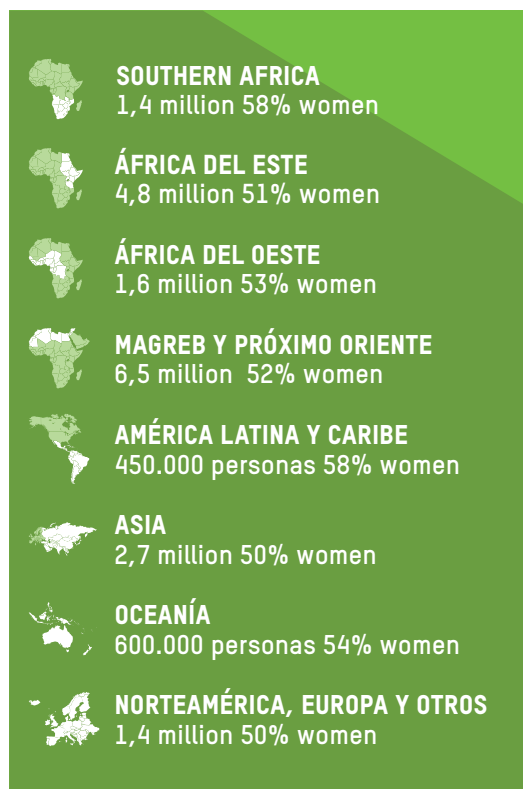 SOUTHERN AFRICA
1,4 million 58% women
ÁFRICA DEL ESTE
4,8 million 51% women
ÁFRICA DEL OESTE
1,6 million 53% women
MAGREB Y PRÓXIMO ORIENTE
6,5 million 52% women
AMÉRICA LATINA Y CARIBE
450.000 personas 58% women
ASIA
2,7 million 50% women
OCEANÍA
600.000 personas 54% women
NORTEAMÉRICA, EUROPA Y OTROS
1,4 million 50% women